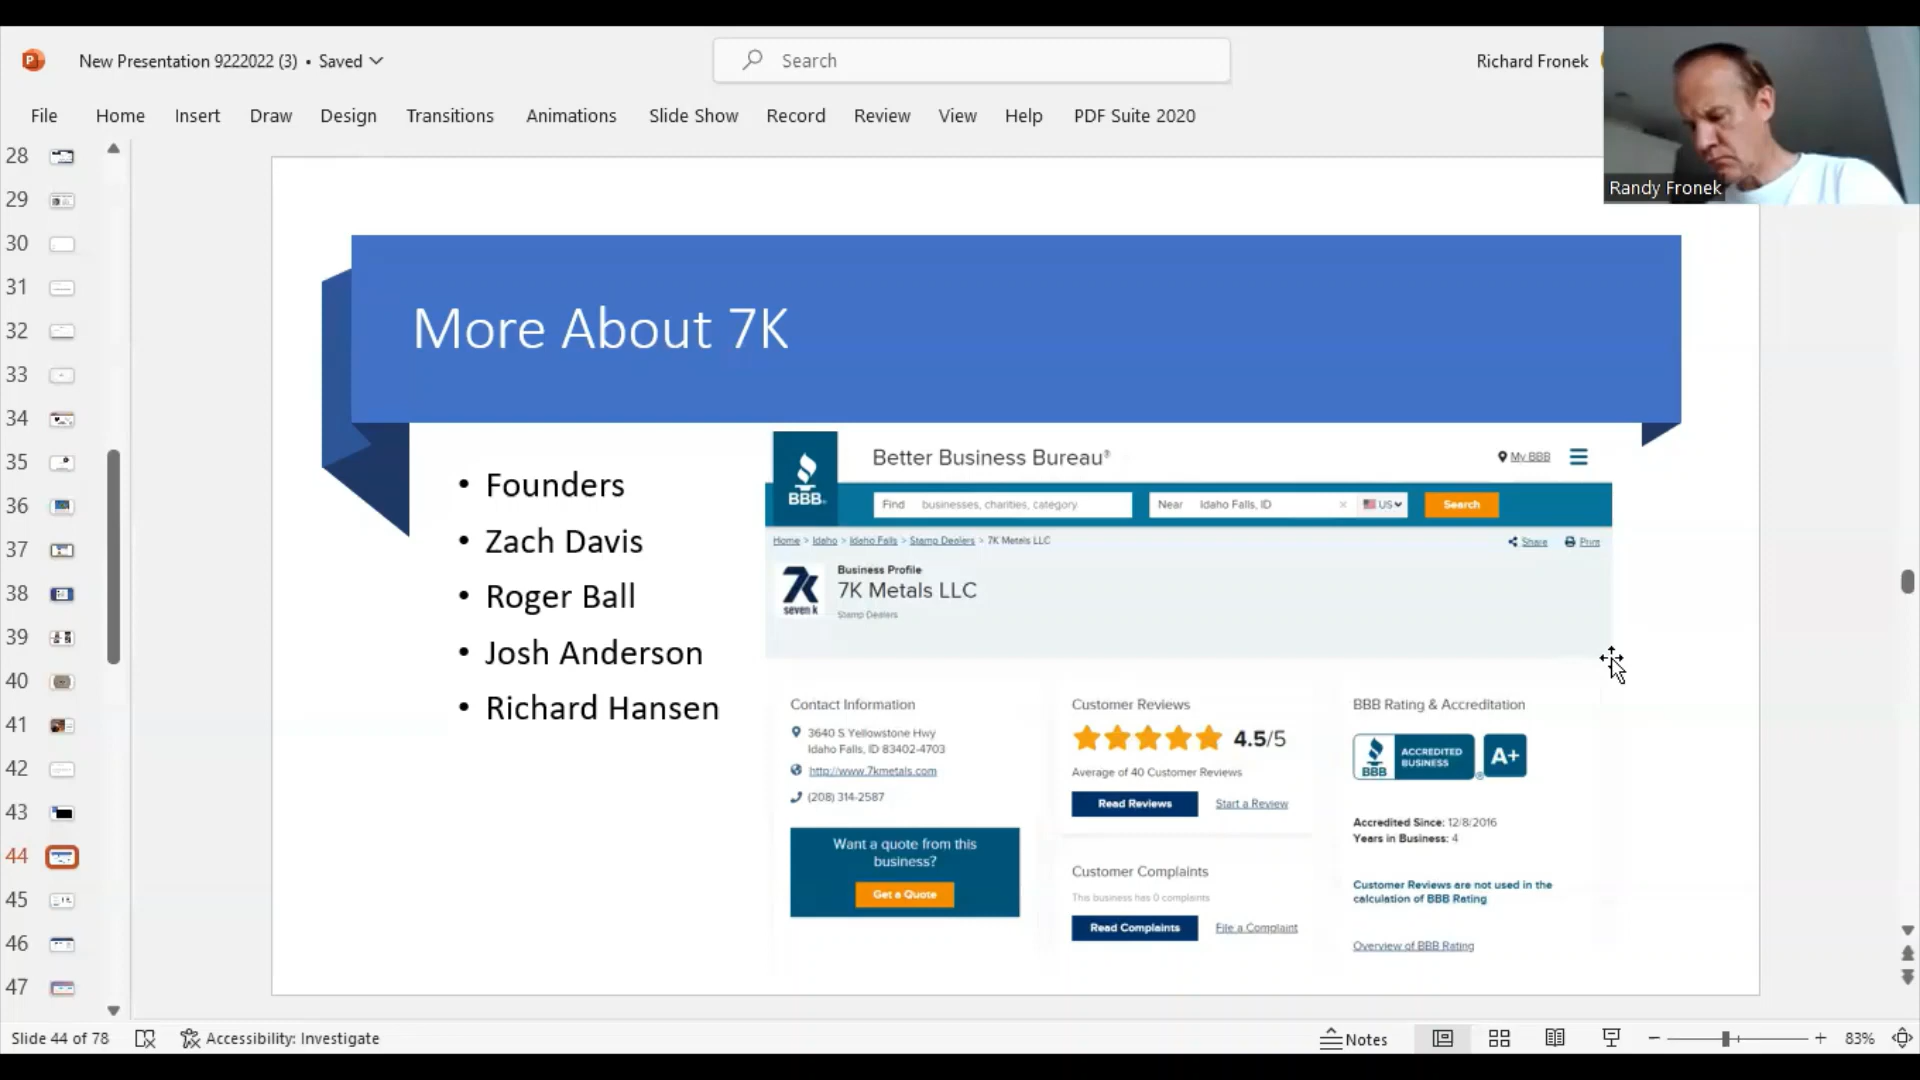 New Presentation 9222022 (3) • Saved
Search
Richard Fronek
File Home Insert Draw Design Transitions Animations Slide Show Record Review View Help PDF Suite 2020
Randy Fronek
28
29
30
31
32
33
34
35
36
37
38
39
40
41
42
43
44
45
46
47
More About 7K
• Founders
• Zach Davis
• Roger Ball
• Josh Anderson
• Richard Hansen
BBB
Better Business Bureau®
My BBB
Find businesses, charities, category
Near Idaho Falls, ID
US
Search
Home > Idaho > Idaho Falls > Stamp Dealers > 7K Metals LLC
Share Print
7k
seven k
Business Profile
7K Metals LLC
Stamp Dealers
Contact Information
3640 S Yellowstone Hwy
Idaho Falls, ID 83402-4703
http://www.7kmetals.com
(208) 314-2587
Want a quote from this
business?
Get a Quote
Customer Reviews
4.5/5
Average of 40 Customer Reviews
Read Reviews Start a Review
Customer Complaints
This business has 0 complaints
Read Complaints File a Complaint
BBB Rating & Accreditation
BBB
ACCREDITED
BUSINESS
®
A+
Accredited Since: 12/8/2016
Years in Business: 4
Customer Reviews are not used in the
calculation of BBB Rating
Overview of BBB Rating
Slide 44 of 78
Accessibility: Investigate
Notes
83%